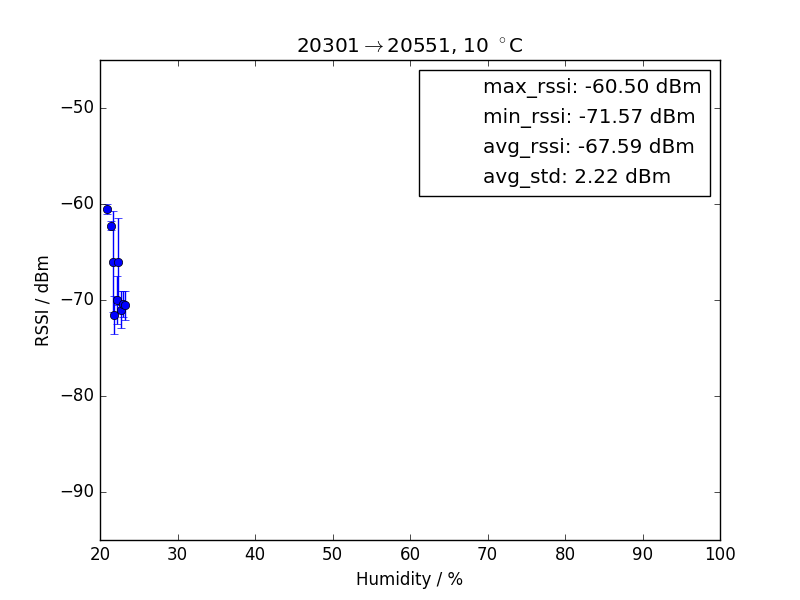 20301→20551, 10 °C
max_rssi: -60.50 dBm
min_rssi: -71.57 dBm
avg_rssi: -67.59 dBm
avg_std: 2.22 dBm
RSSI / dBm
−50
−60
−70
−80
−90
20 30 40 50 60 70 80 90 100
Humidity / %